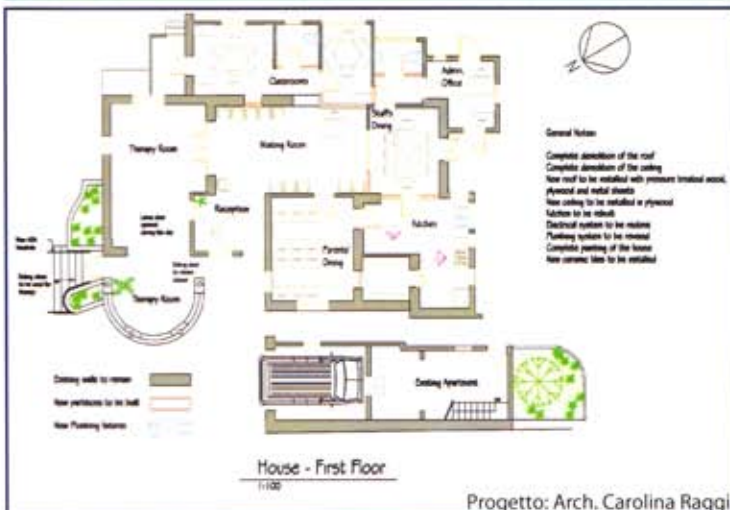 Classrooms
Admin. Office
Staff's Dining
Therapy Room
Waiting Room
Reception
Kitchen
Parents' Dining
Therapy Room
General Notes:
Complete demolition of the roof
Complete demolition of the ceiling
New roof to be installed with pressure treated wood,
plywood and metal sheets
New ceiling to be installed in plywood
Kitchen to be rebuilt
Electrical system to be
Plumbing system to be
Complete painting of the house
New ceramic tiles to be installed
Existing walls to remain
New partitions to be built
New Plumbing fixtures
Existing Apartment
House - First Floor
1:100
Progetto: Arch. Carolina Raggi
N